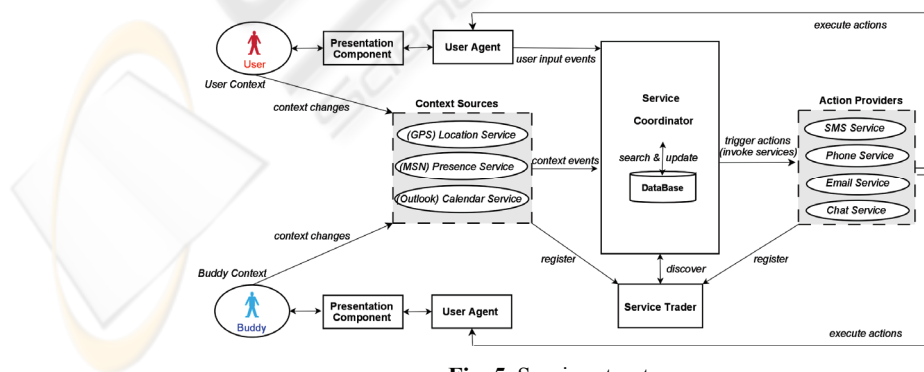 execute actions
User
Presentation
Component
User Agent
user input events
User Context
context changes
Context Sources
(GPS) Location Service
(MSN) Presence Service
(Outlook) Calendar Service
context events
Service
Coordinator
search & update
DataBase
trigger actions
(invoke services)
Action Providers
SMS Service
Phone Service
Email Service
Chat Service
context changes
register
discover
register
Buddy Context
Buddy
Presentation
Component
User Agent
Service Trader
execute actions